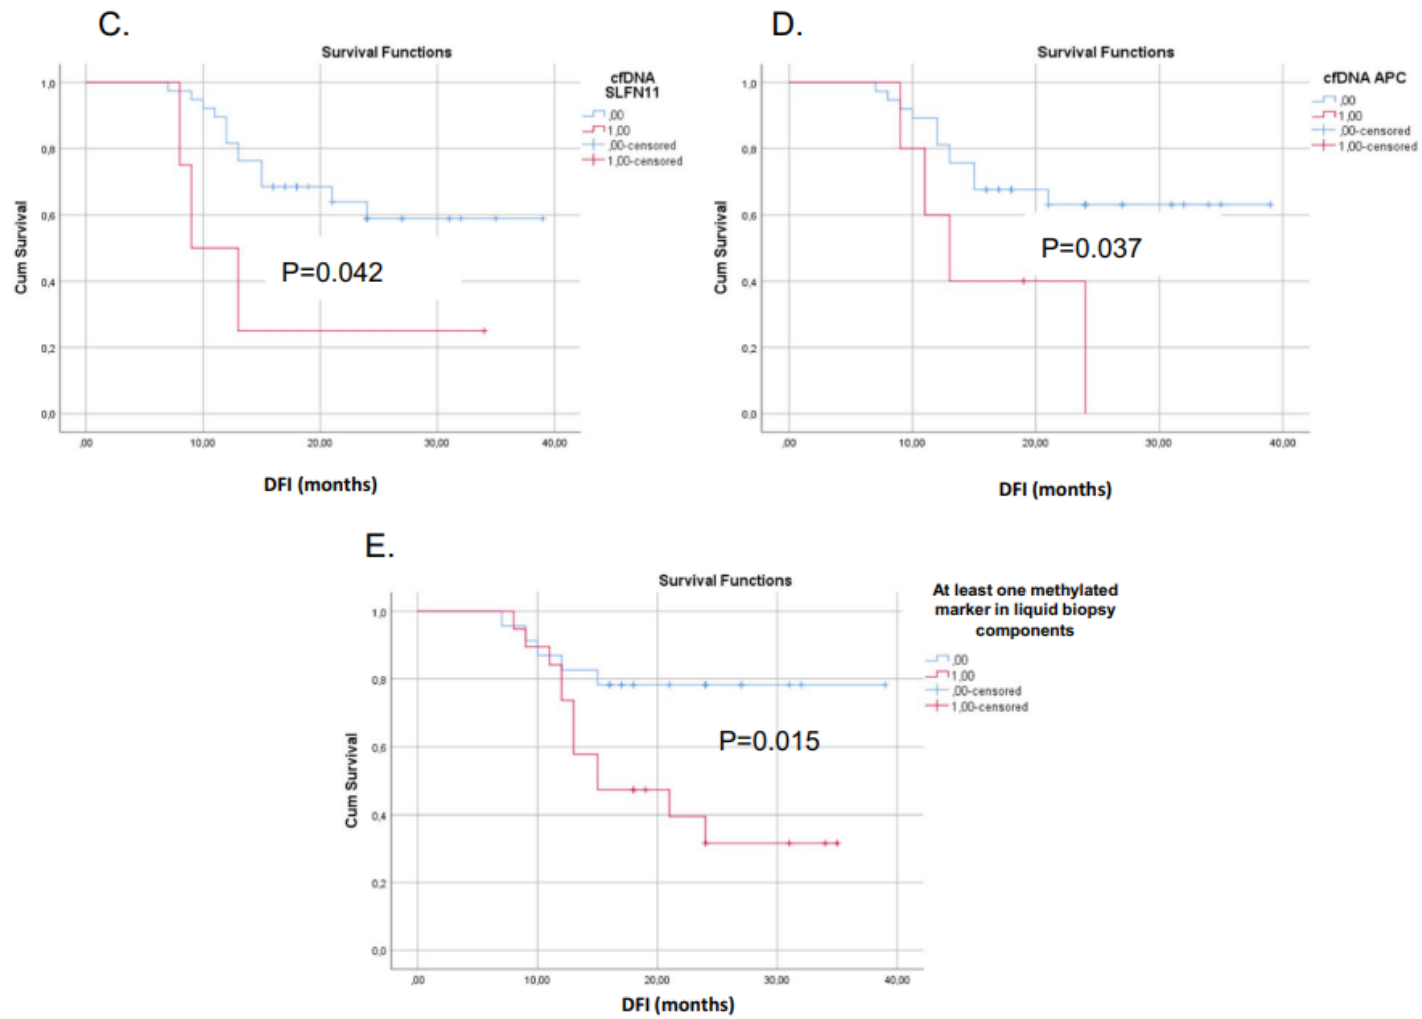 C.
Survival Functions
cfDNA
SLFN11
,00
1,00
,00-censored
1,00-censored
1,0
0,8
0,6
0,4
0,2
0,0
Cum Survival
P=0.042
,00
10,00
20,00
30,00
40,00
DFI (months)
D.
Survival Functions
cfDNA APC
,00
1,00
,00-censored
1,00-censored
1,0
0,8
0,6
0,4
0,2
0,0
Cum Survival
P=0.037
,00
10,00
20,00
30,00
40,00
DFI (months)
E.
Survival Functions
At least one methylated
marker in liquid biopsy
components
,00
1,00
,00-censored
1,00-censored
1,0
0,8
0,6
0,4
0,2
0,0
Cum Survival
P=0.015
,00
10,00
20,00
30,00
40,00
DFI (months)